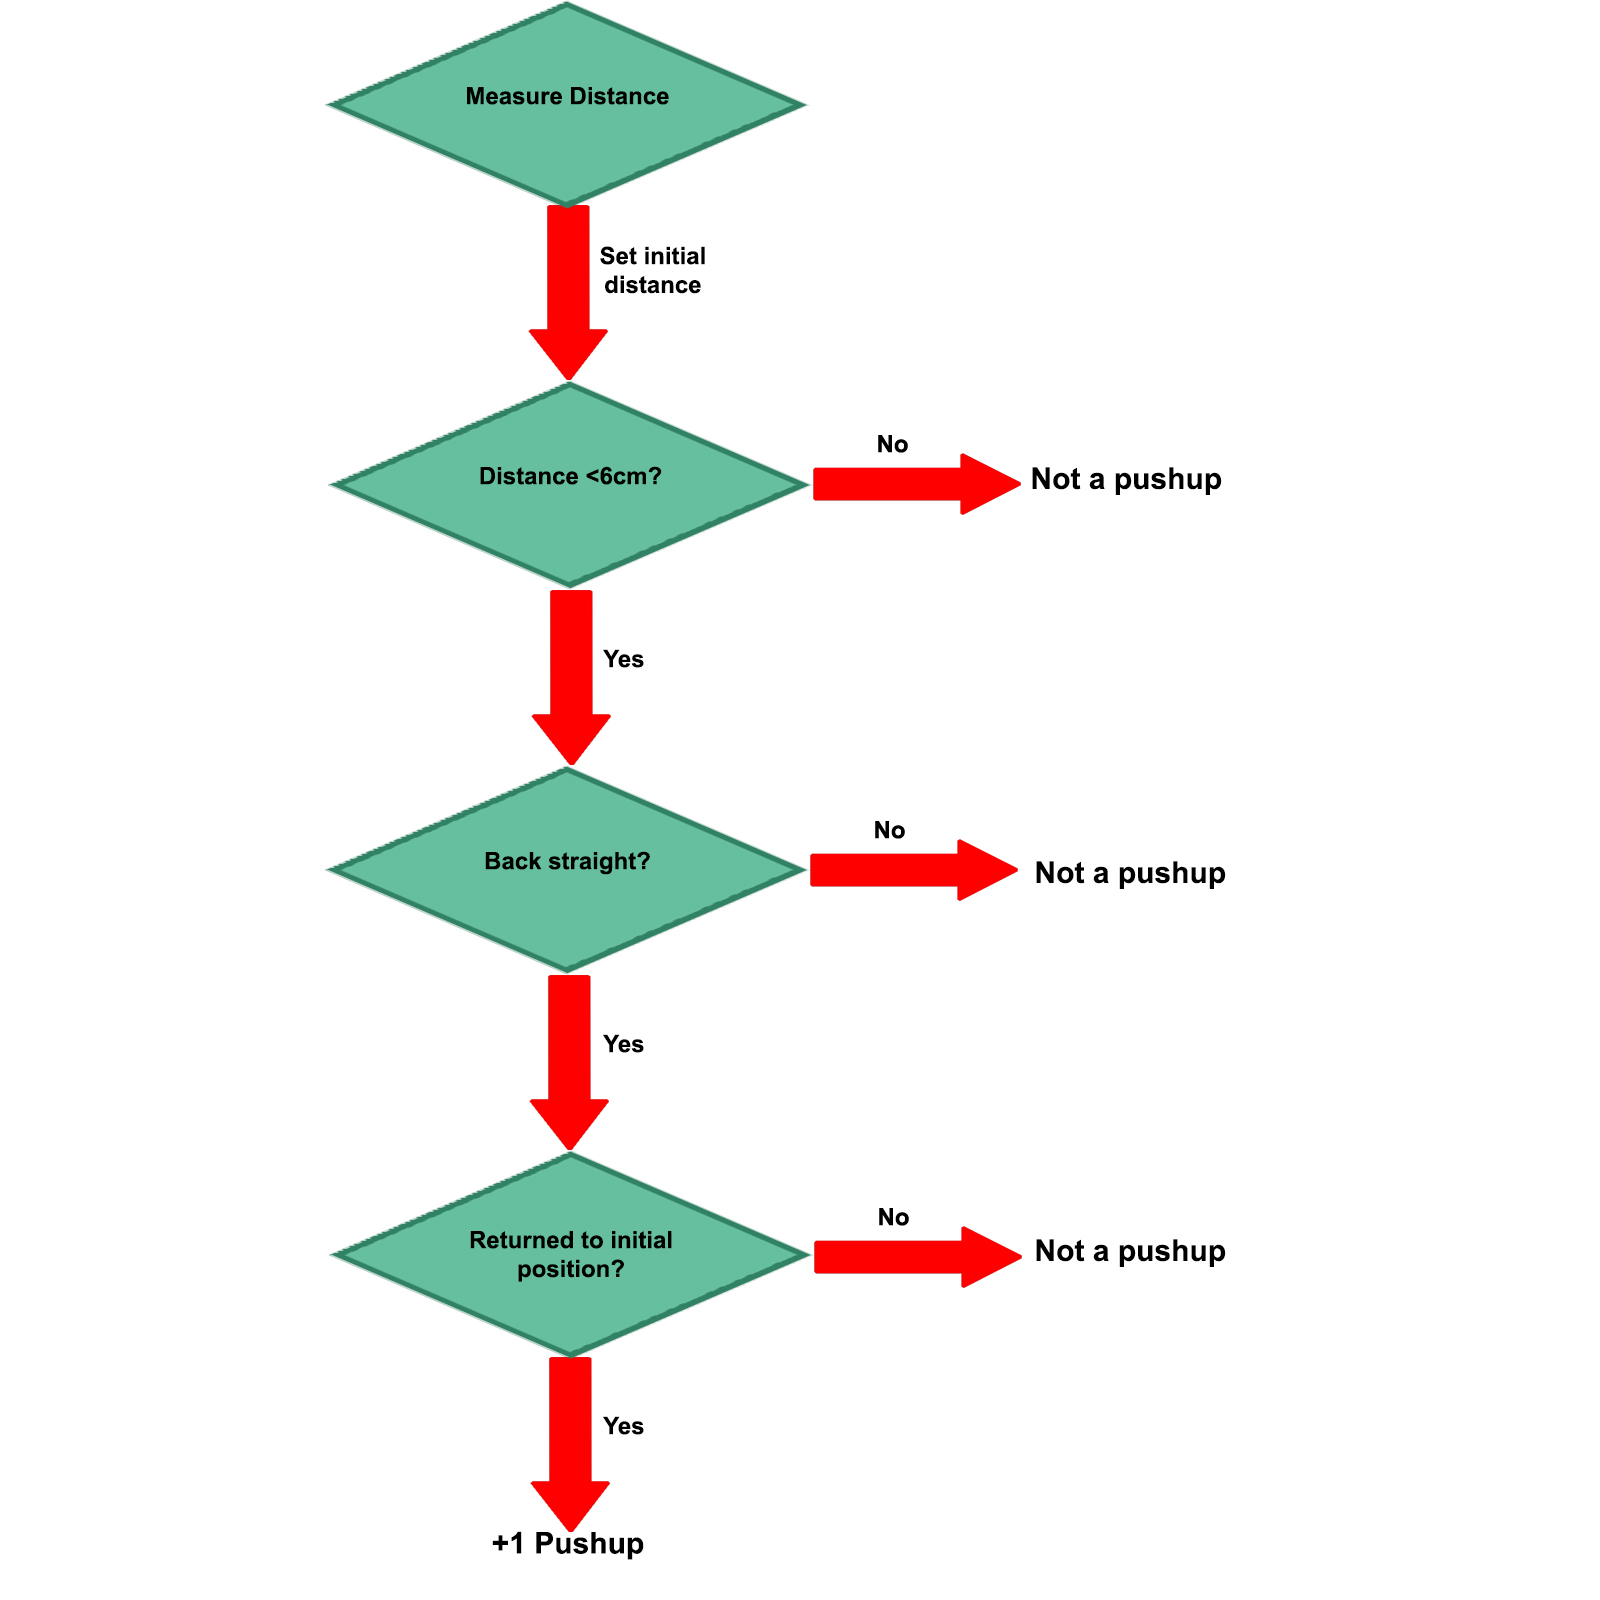 Measure Distance
Set initial
distance
Distance <6cm?
No
Not a pushup
Yes
Back straight?
No
Not a pushup
Yes
Returned to initial
position?
No
Not a pushup
Yes
+1 Pushup